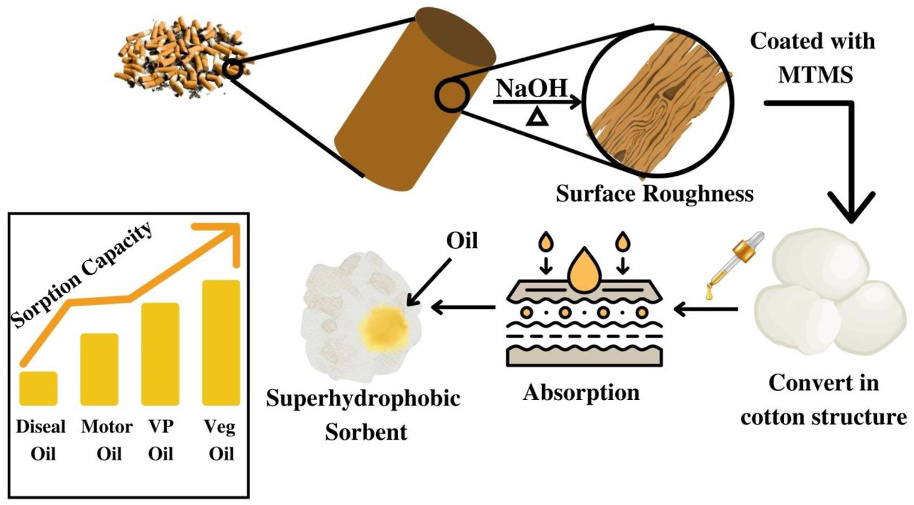 Coated with
MTMS
NaOH
Δ
Surface Roughness
Sorption Capacity
Diseal
Oil
Motor
Oil
VP
Oil
Veg
Oil
Oil
Superhydrophobic
Sorbent
Absorption
Convert in
cotton structure